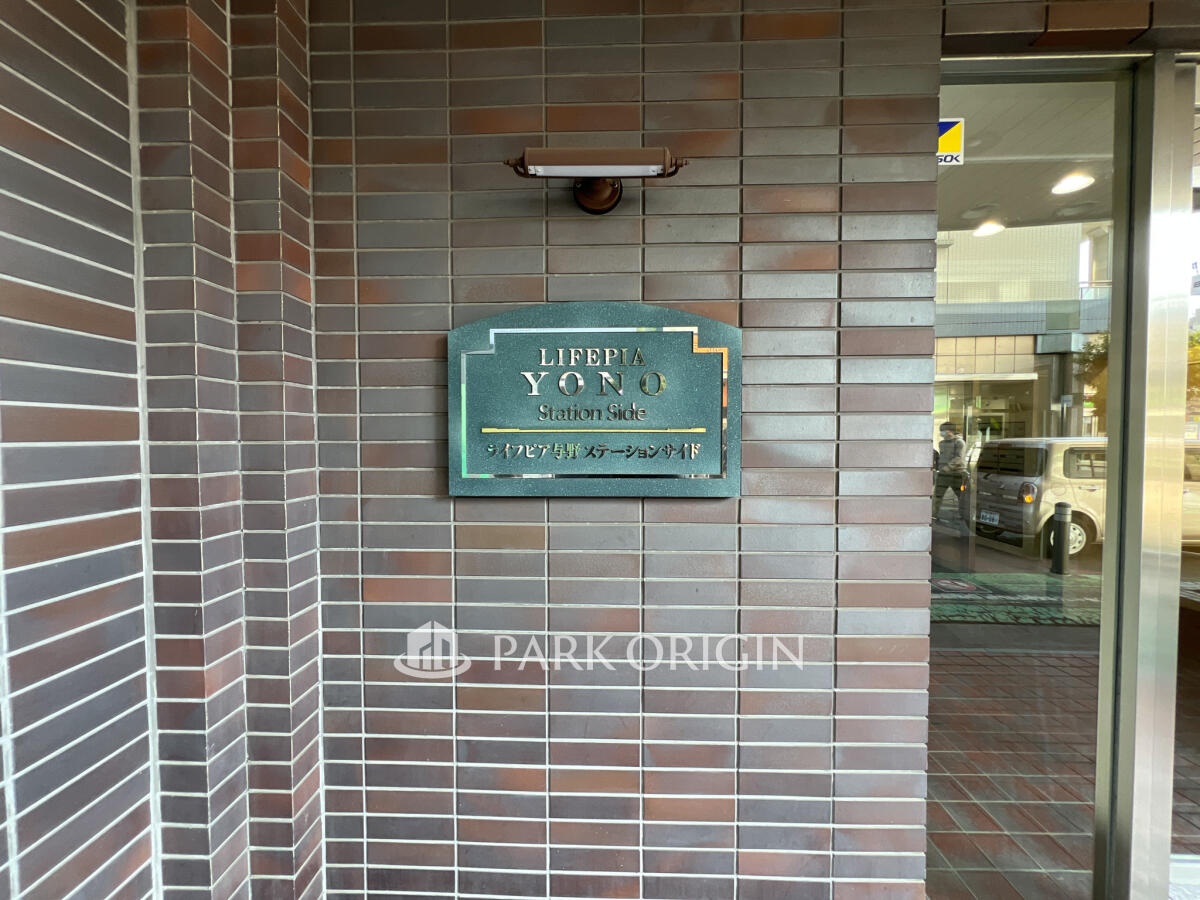 SOK
LIFEPIA
YONO
Station Side
ライフピア与野 ステーションサイド
PARK ORIGIN